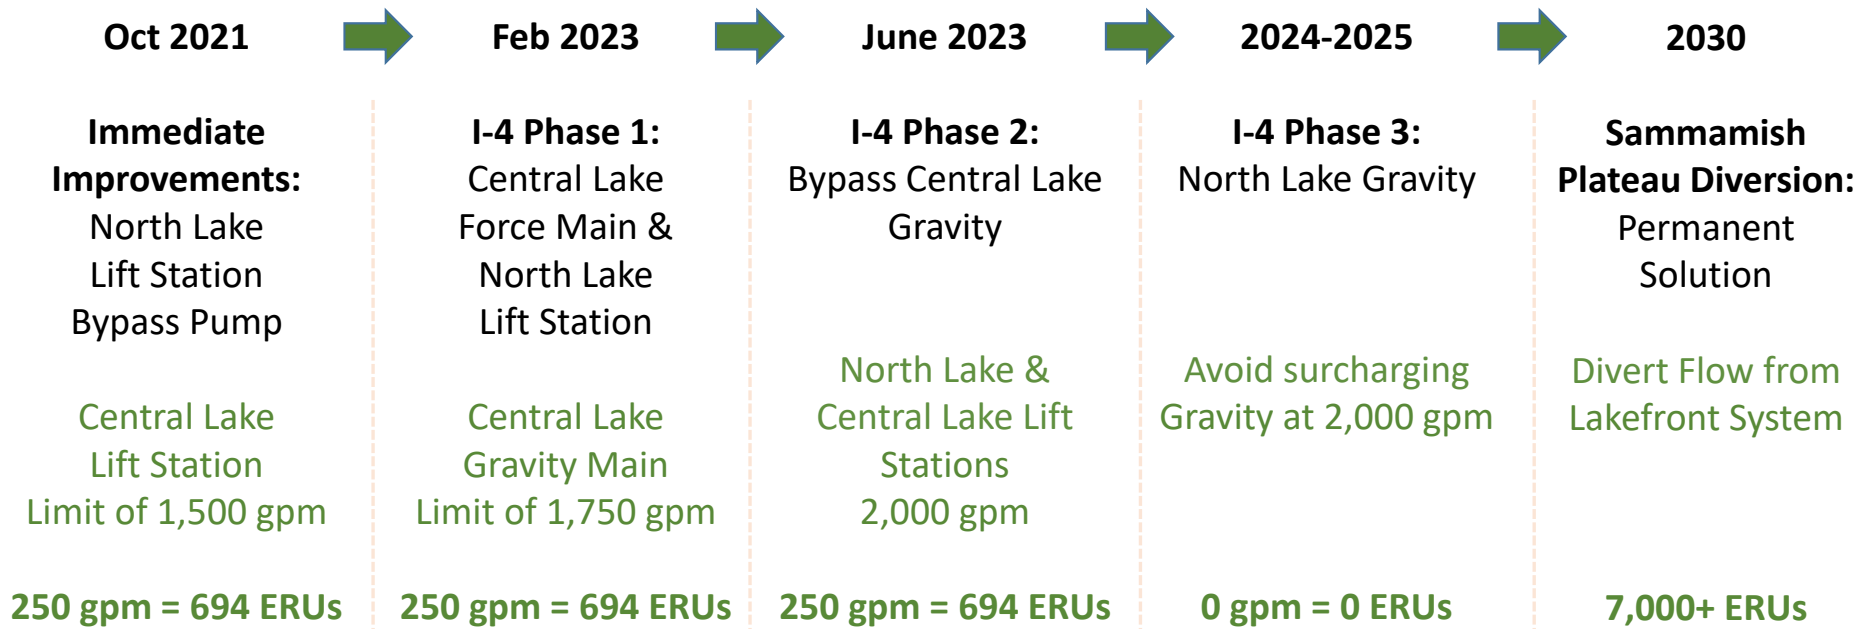 Oct 2021
Feb 2023
June 2023
2024-2025
2030
Immediate
Improvements:
North Lake
Lift Station
Bypass Pump
Central Lake
Lift Station
Limit of 1,500 gpm
250 gpm = 694 ERUs
I-4 Phase 1:
Central Lake
Force Main &
North Lake
Lift Station
Central Lake
Gravity Main
Limit of 1,750 gpm
250 gpm = 694 ERUs
I-4 Phase 2:
Bypass Central Lake
Gravity
North Lake &
Central Lake Lift
Stations
2,000 gpm
250 gpm = 694 ERUs
I-4 Phase 3:
North Lake Gravity
Avoid surcharging
Gravity at 2,000 gpm
0 gpm = 0 ERUs
Sammamish
Plateau Diversion:
Permanent
Solution
Divert Flow from
Lakefront System
7,000+ ERUs